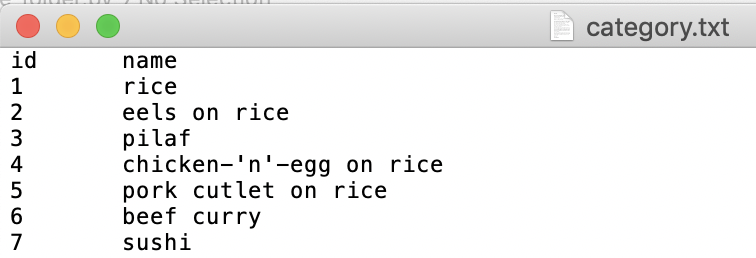 category.txt
id name
1 rice
2 eels on rice
3 pilaf
4 chicken-'n'-egg on rice
5 pork cutlet on rice
6 beef curry
7 sushi